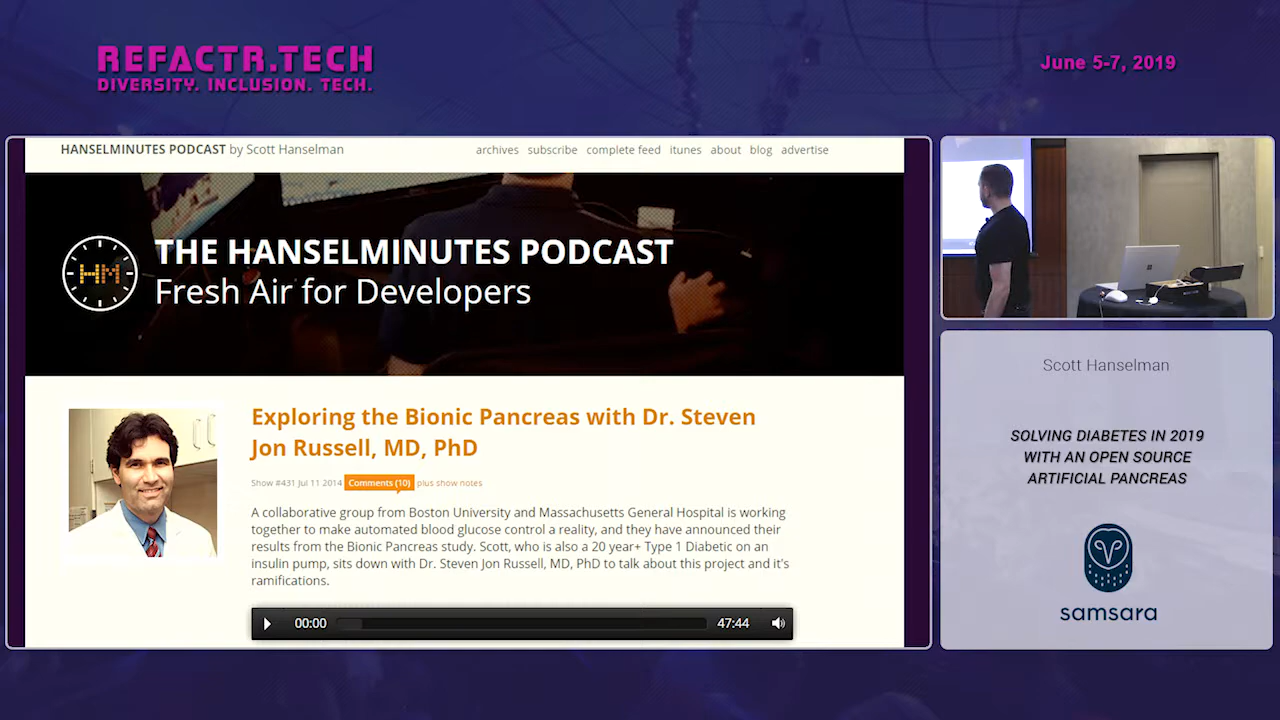 REFACTR.TECH
DIVERSITY. INCLUSION. TECH.
June 5-7, 2019
HANSELMINUTES PODCAST by Scott Hanselman
archives subscribe complete feed itunes about blog advertise
HM
THE HANSELMINUTES PODCAST
Fresh Air for Developers
Exploring the Bionic Pancreas with Dr. Steven
Jon Russell, MD, PhD
Show #431 Jul 11 2014 Comments (10) plus show notes
A collaborative group from Boston University and Massachusetts General Hospital is working
together to make automated blood glucose control a reality, and they have announced their
results from the Bionic Pancreas study. Scott, who is also a 20 year+ Type 1 Diabetic on an
insulin pump, sits down with Dr. Steven Jon Russell, MD, PhD to talk about this project and it's
ramifications.
00:00 47:44
Scott Hanselman
SOLVING DIABETES IN 2019
WITH AN OPEN SOURCE
ARTIFICIAL PANCREAS
samsara